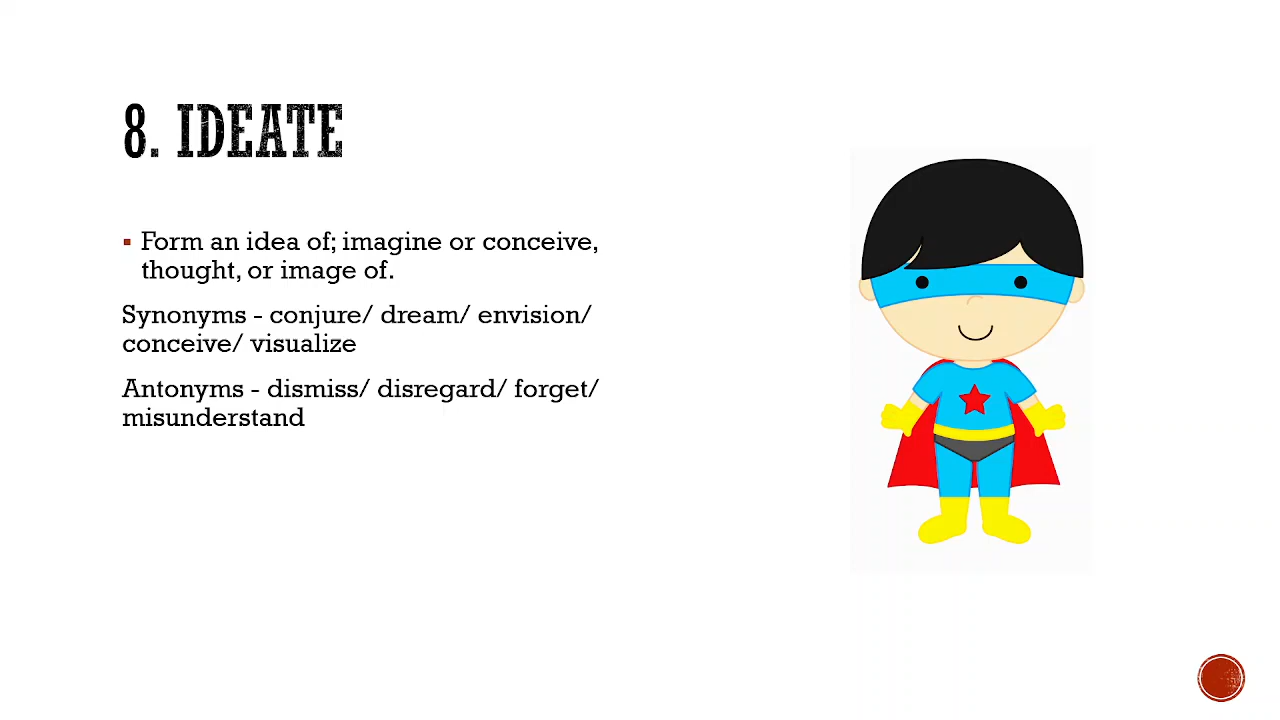 8. IDEATE
Form an idea of; imagine or conceive,
thought, or image of.
Synonyms - conjure/ dream/ envision/
conceive/ visualize
Antonyms - dismiss/ disregard/ forget/
misunderstand